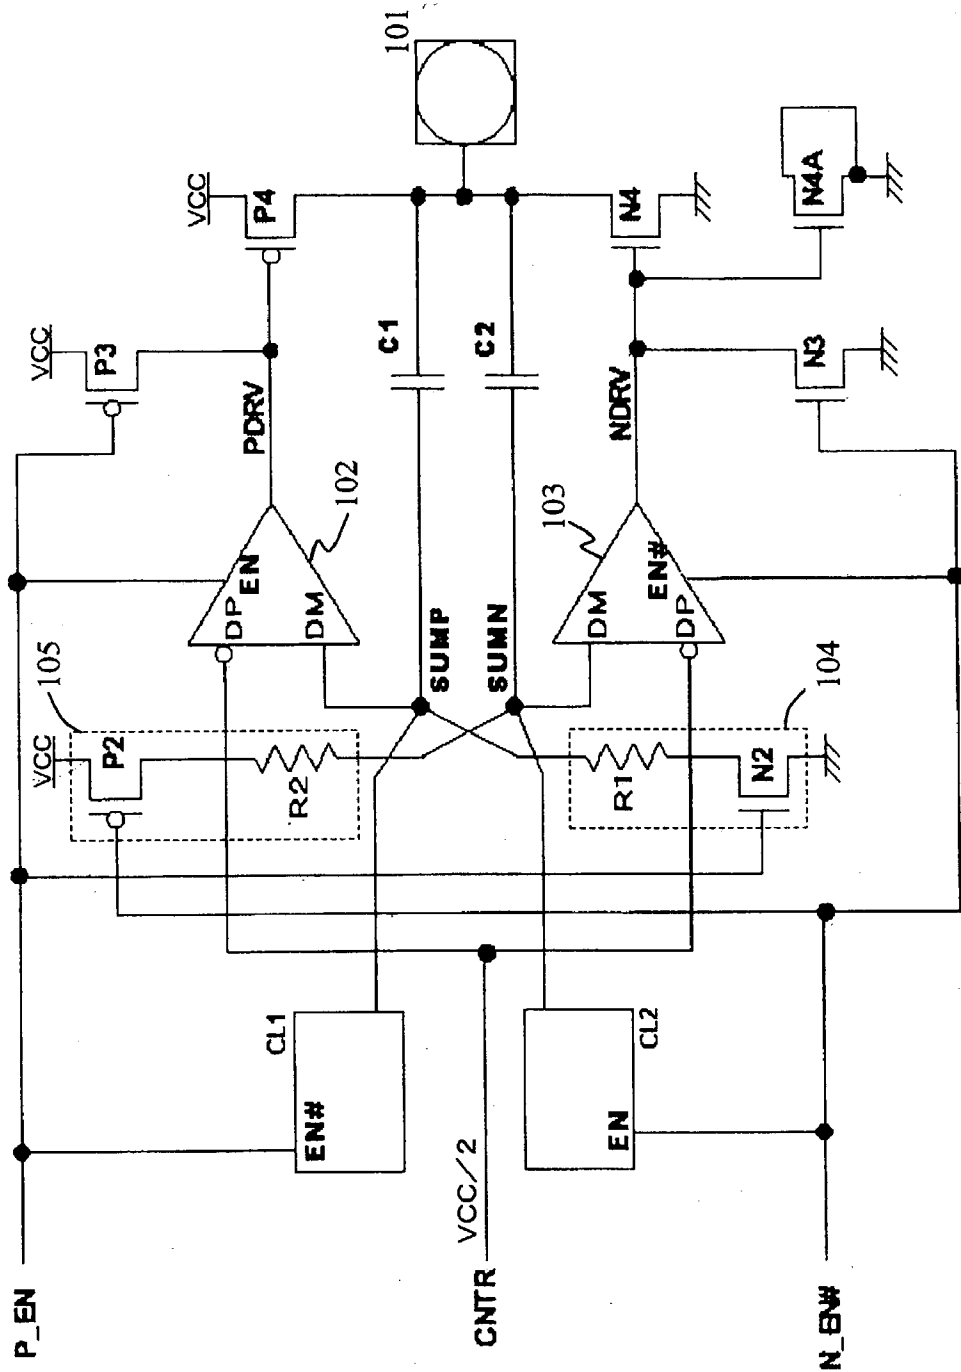 101
VCC
P4
VCC
P3
PDRV
C1
C2
N4
N4A
N3
NDRV
102
EN
DP
DM
103
DM
EN#
DP
SUMP
SUMN
105
VCC
P2
R2
104
R1
N2
CL1
EN#
CL2
EN
P_EN
CNTR
VCC/2
N_EN#